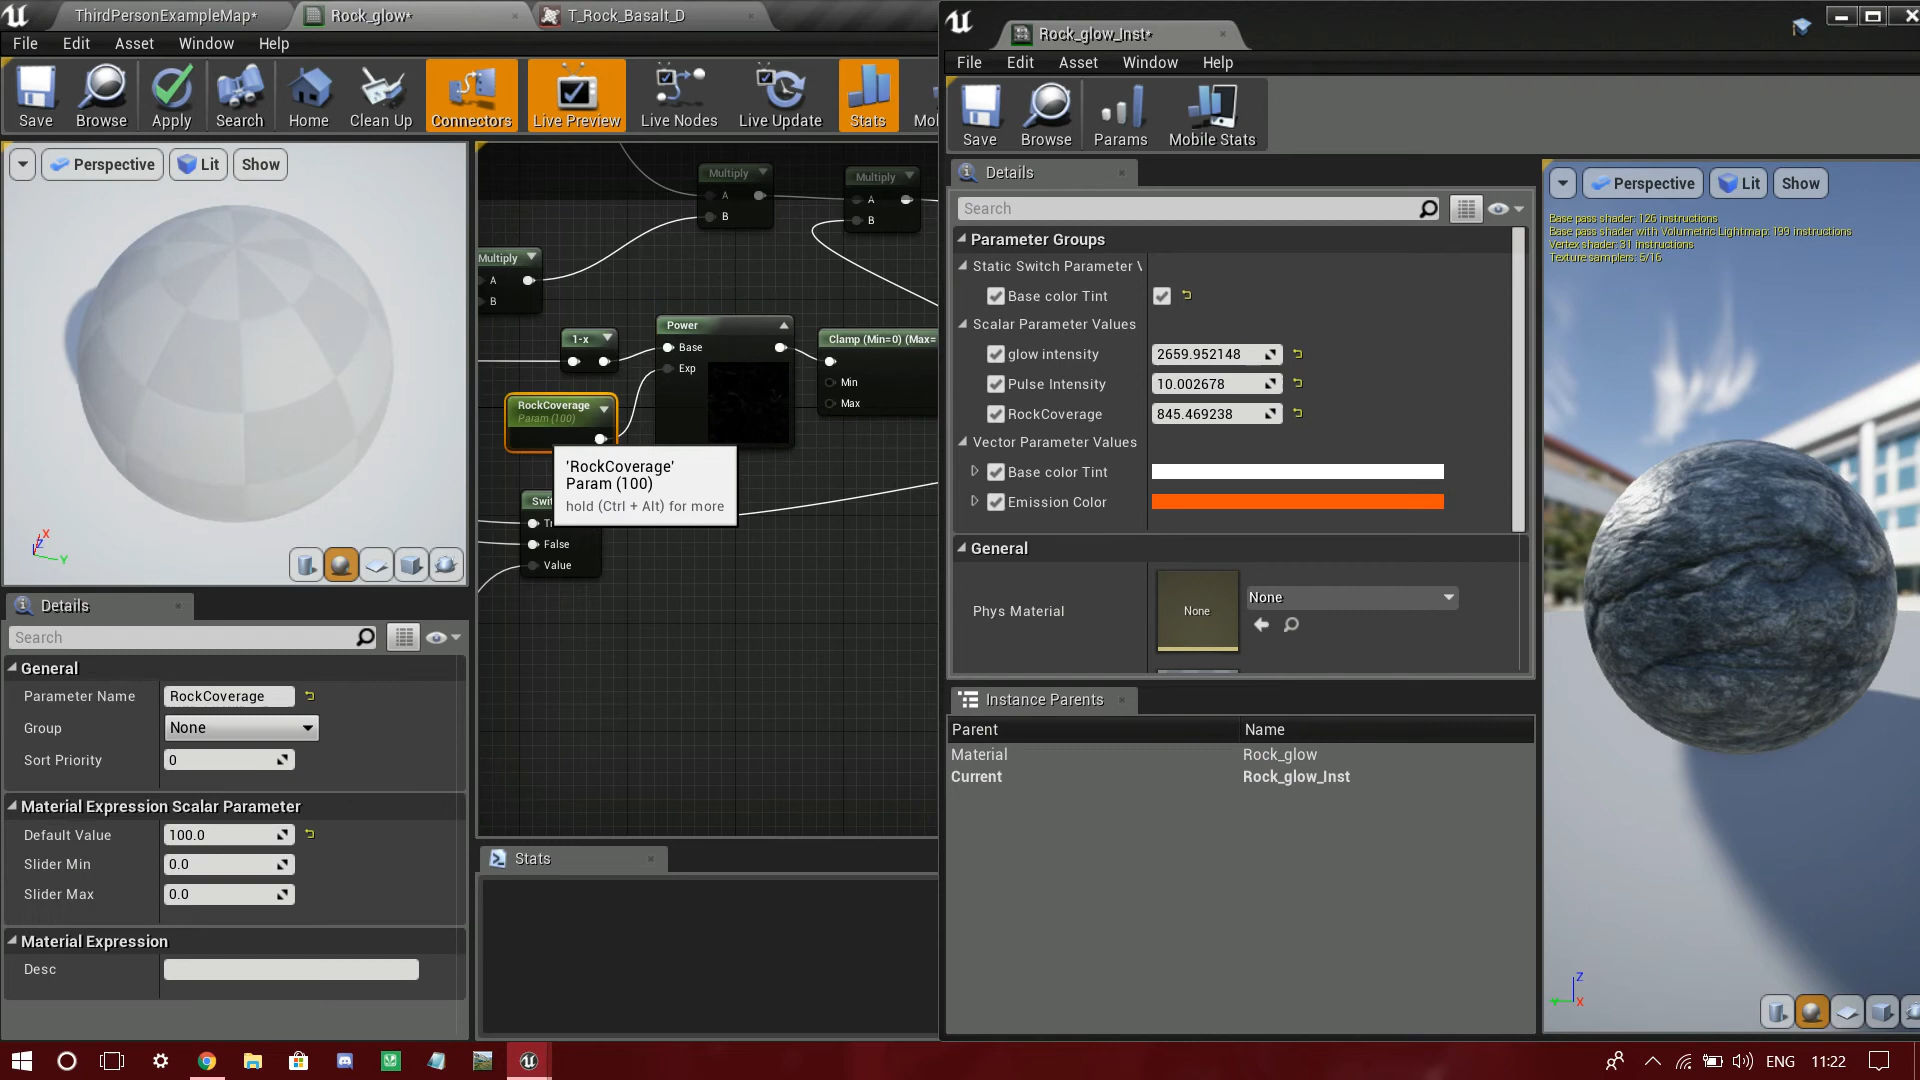 ThirdPersonExampleMap*
Rock_glow*
T_Rock_Basalt_D
File Edit Asset Window Help
Save Browse Apply Search Home Clean Up Connectors Live Preview Live Nodes Live Update Stats Mol
Perspective Lit Show
X
Z
Y
Details
Search
General
Parameter Name RockCoverage
Group None
Sort Priority 0
Material Expression Scalar Parameter
Default Value 100.0
Slider Min 0.0
Slider Max 0.0
Material Expression
Desc
Multiply
A
B
Multiply
A
B
Multiply
A
B
1-x
Power
Base
Exp
Clamp (Min=0) (Max=
Min
Max
RockCoverage
Param (100)
'RockCoverage'
Param (100)
hold (Ctrl + Alt) for more
Swit
Tr
False
Value
Stats
Rock_glow_Inst*
File Edit Asset Window Help
Save Browse Params Mobile Stats
Details
Search
Parameter Groups
Static Switch Parameter V
Base color Tint
Scalar Parameter Values
glow intensity 2659.952148
Pulse Intensity 10.002678
RockCoverage 845.469238
Vector Parameter Values
Base color Tint
Emission Color
General
Phys Material None None
Instance Parents
Parent Name
Material Rock_glow
Current Rock_glow_Inst
Perspective Lit Show
Base pass shader: 126 instructions
Base pass shader with Volumetric Lightmap: 199 instructions
Vertex shader: 31 instructions
Texture samplers: 5/16
Z
Y
X
ENG 11:22